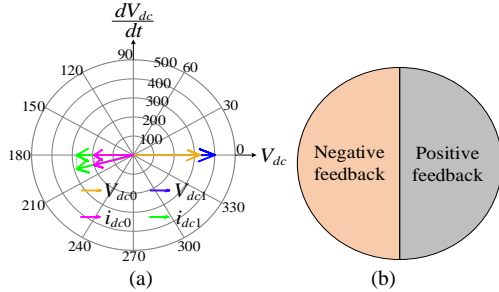 dV_dc
dt
90
500
120
60
400
300
150
30
200
100
180
0
V_dc
V_dc0
V_dc1
210
330
i_dc0
i_dc1
240
300
270
(a)
Negative
feedback
Positive
feedback
(b)